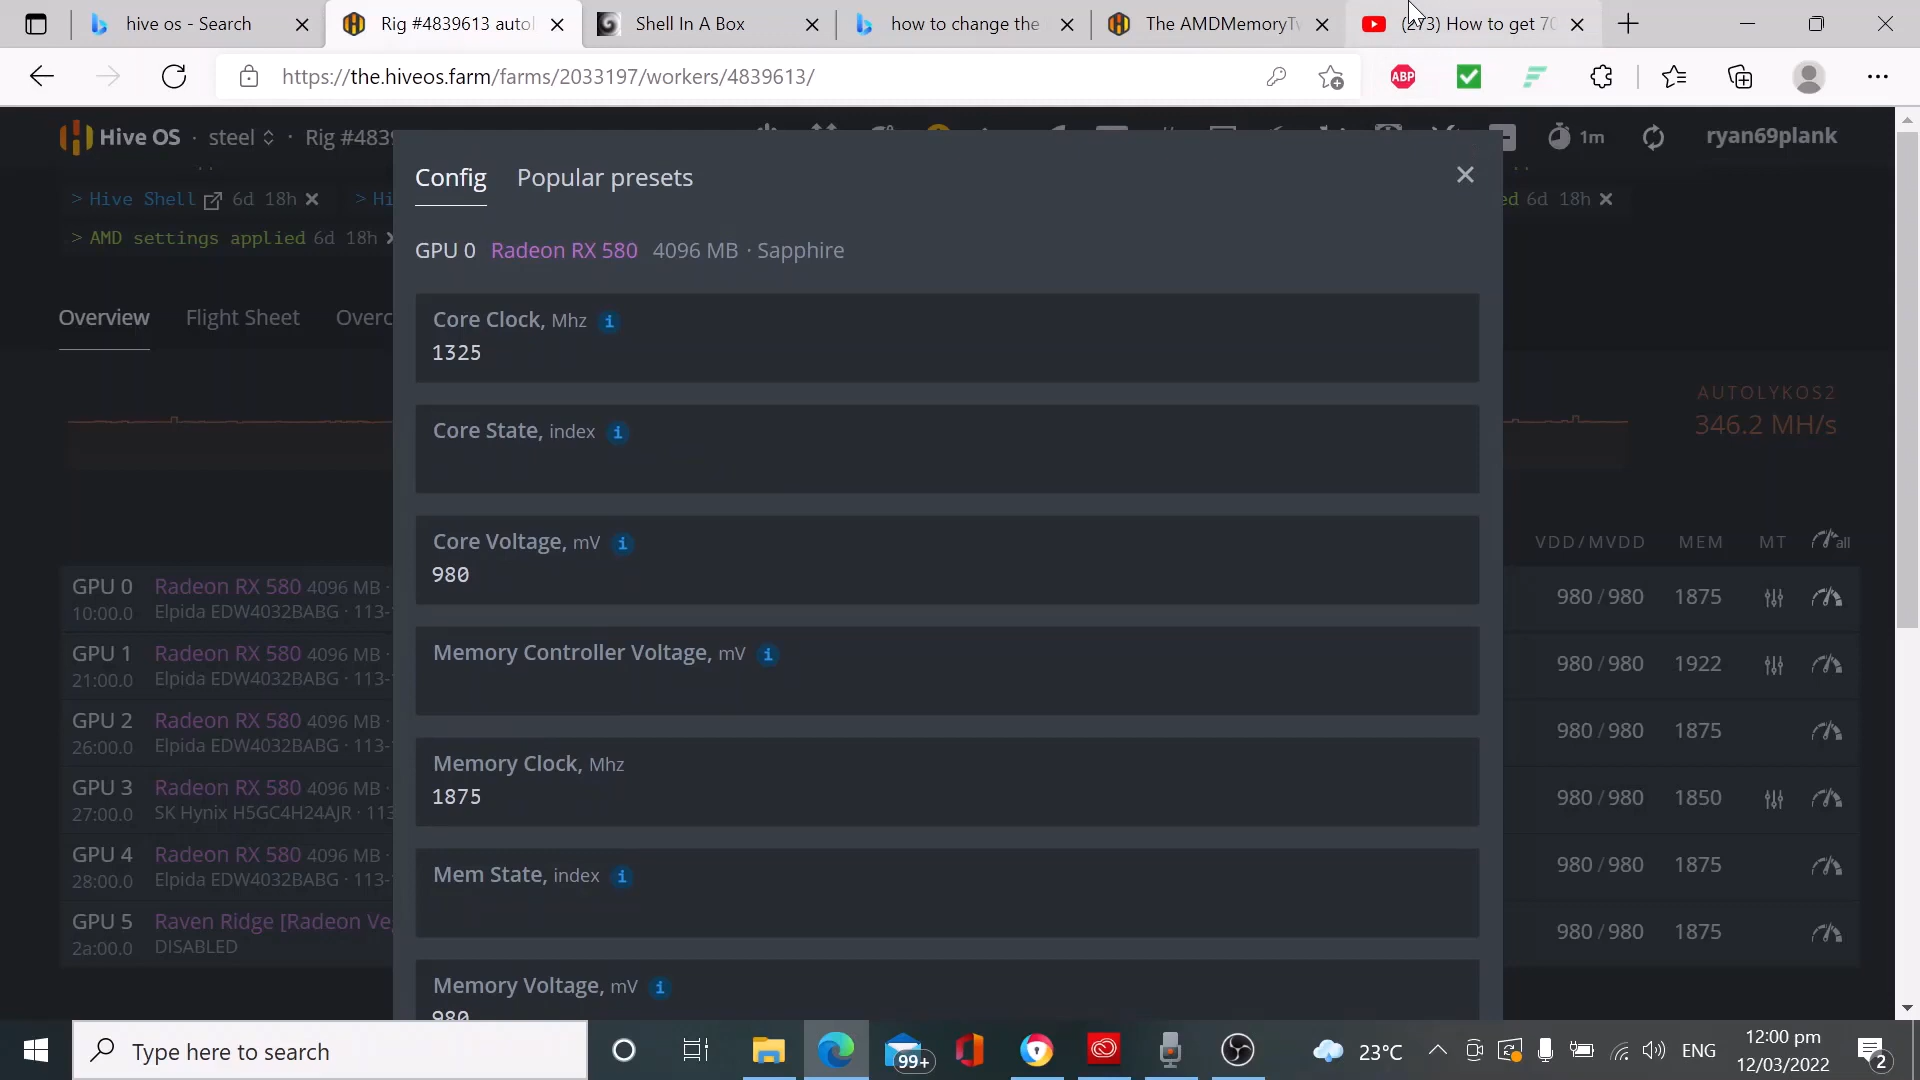 hive os - Search
Rig #4839613 autol
Shell In A Box
how to change the
The AMDMemoryTw
(273) How to get 70
https://the.hiveos.farm/farms/2033197/workers/4839613/
ABP
Hive OS · steel · Rig #4839
1m
ryan69plank
> Hive Shell 6d 18h
> Hi
ed 6d 18h
> AMD settings applied 6d 18h
Config
Popular presets
GPU 0 Radeon RX 580 4096 MB · Sapphire
Overview
Flight Sheet
Overc
Core Clock, Mhz
1325
Core State, index
Core Voltage, mV
980
Memory Controller Voltage, mV
Memory Clock, Mhz
1875
Mem State, index
Memory Voltage, mV
980
AUTOLYKOS2
346.2 MH/s
VDD/MVDD MEM MT all
GPU 0 Radeon RX 580 4096 MB ·
10:00.0 Elpida EDW4032BABG · 113-
980 / 980 1875
GPU 1 Radeon RX 580 4096 MB ·
21:00.0 Elpida EDW4032BABG · 113-
980 / 980 1922
GPU 2 Radeon RX 580 4096 MB ·
26:00.0 Elpida EDW4032BABG · 113-
980 / 980 1875
GPU 3 Radeon RX 580 4096 MB ·
27:00.0 SK Hynix H5GC4H24AJR · 113
980 / 980 1850
GPU 4 Radeon RX 580 4096 MB ·
28:00.0 Elpida EDW4032BABG · 113-
980 / 980 1875
GPU 5 Raven Ridge [Radeon Ve
2a:00.0 DISABLED
980 / 980 1875
Type here to search
99+
23°C
ENG
12:00 pm
12/03/2022
2